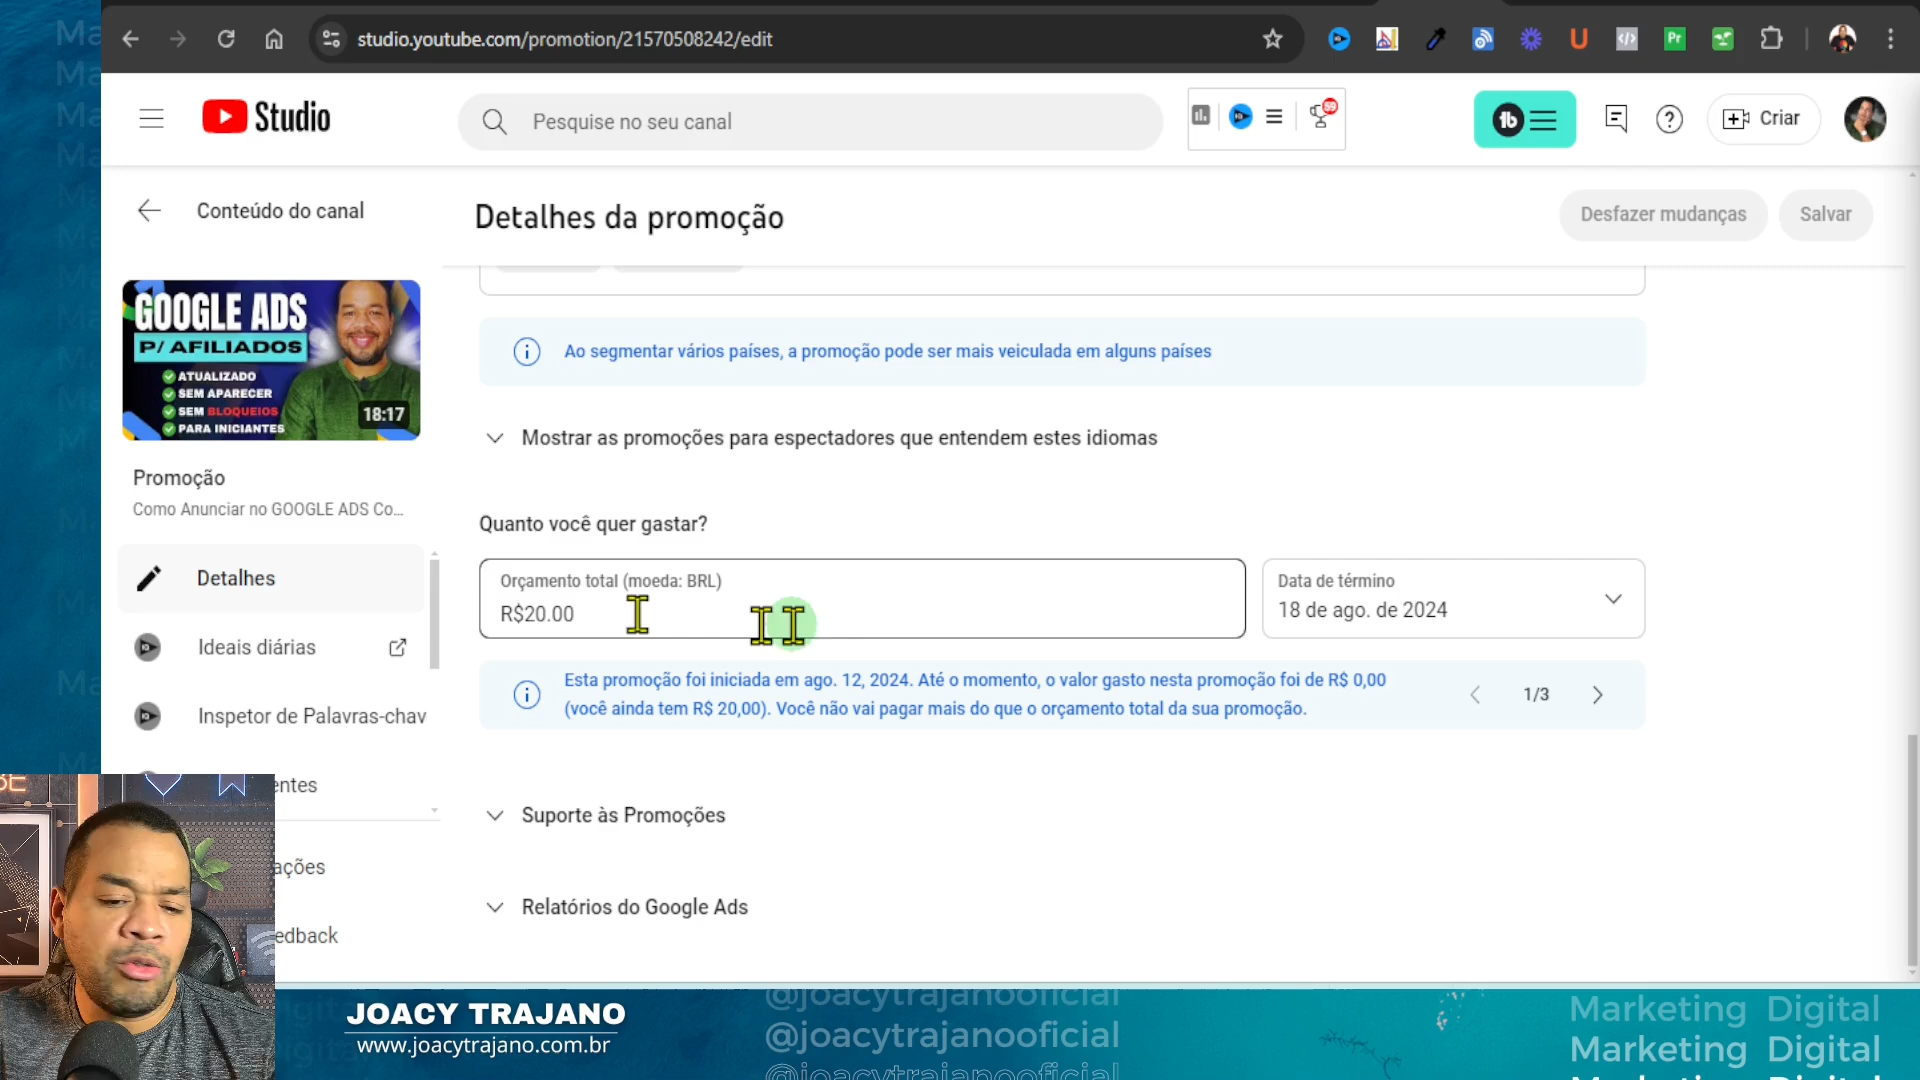 studio.youtube.com/promotion/21570508242/edit
Studio
Pesquise no seu canal
Criar
Conteúdo do canal
Detalhes da promoção
Desfazer mudanças
Salvar
GOOGLE ADS
P/ AFILIADOS
ATUALIZADO
SEM APARECER
SEM BLOQUEIOS
PARA INICIANTES
18:17
Ao segmentar vários países, a promoção pode ser mais veiculada em alguns países
Mostrar as promoções para espectadores que entendem estes idiomas
Promoção
Como Anunciar no GOOGLE ADS Co...
Quanto você quer gastar?
Detalhes
Orçamento total (moeda: BRL)
R$20.00
Data de término
18 de ago. de 2024
Ideais diárias
Esta promoção foi iniciada em ago. 12, 2024. Até o momento, o valor gasto nesta promoção foi de R$ 0,00
(você ainda tem R$ 20,00). Você não vai pagar mais do que o orçamento total da sua promoção.
1/3
Inspetor de Palavras-chav
entes
Suporte às Promoções
ações
Relatórios do Google Ads
edback
JOACY TRAJANO
www.joacytrajano.com.br
@joacytrajanooficial
@joacytrajanooficial
@joacytrajanooficial
Marketing Digital
Marketing Digital